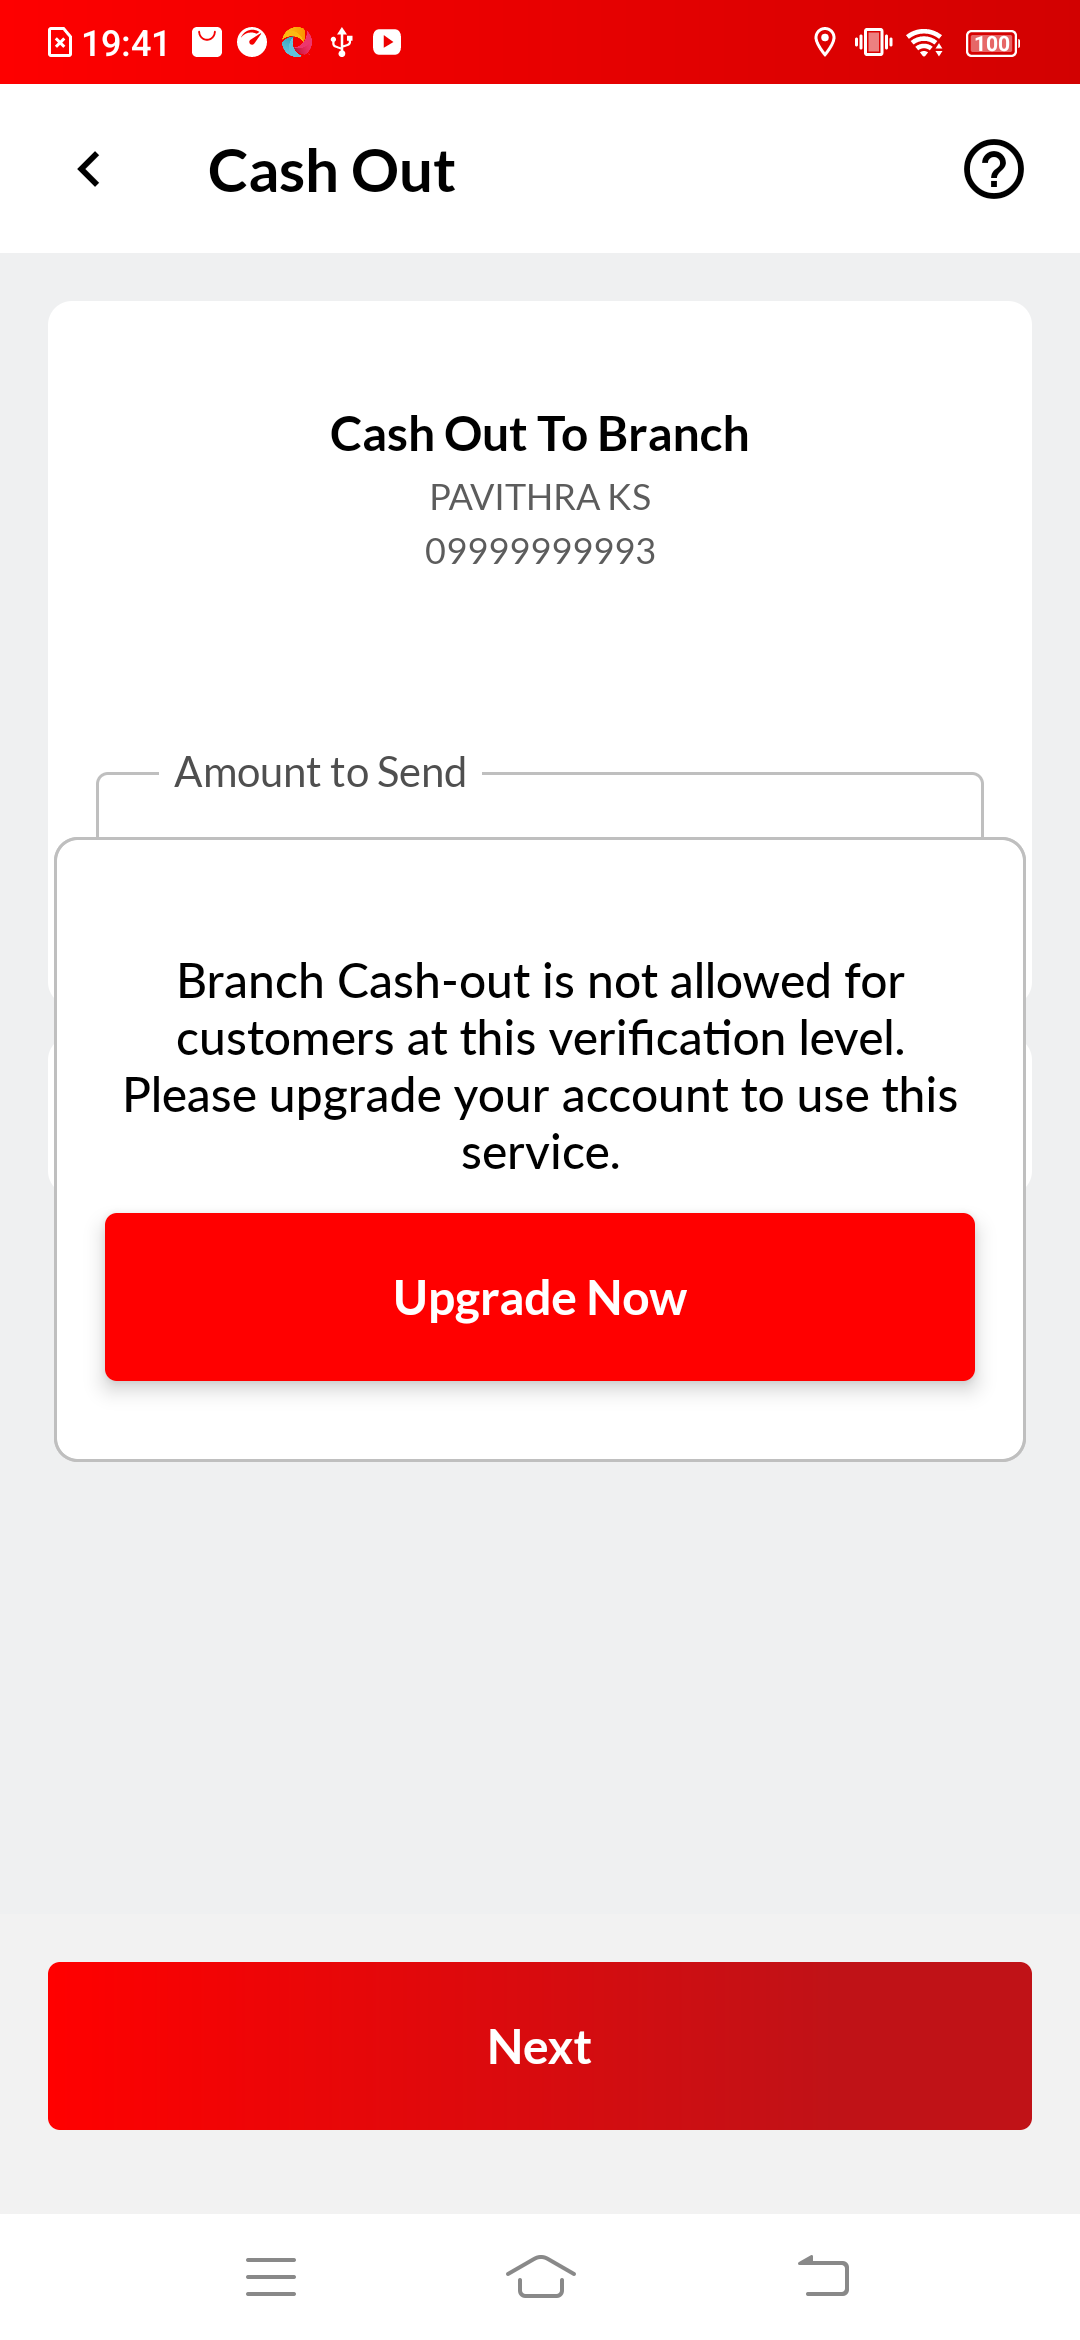 19:41
100
Cash Out
Cash Out To Branch
PAVITHRA KS
09999999993
Amount to Send
Branch Cash-out is not allowed for
customers at this verification level.
Please upgrade your account to use this
service.
Upgrade Now
Next